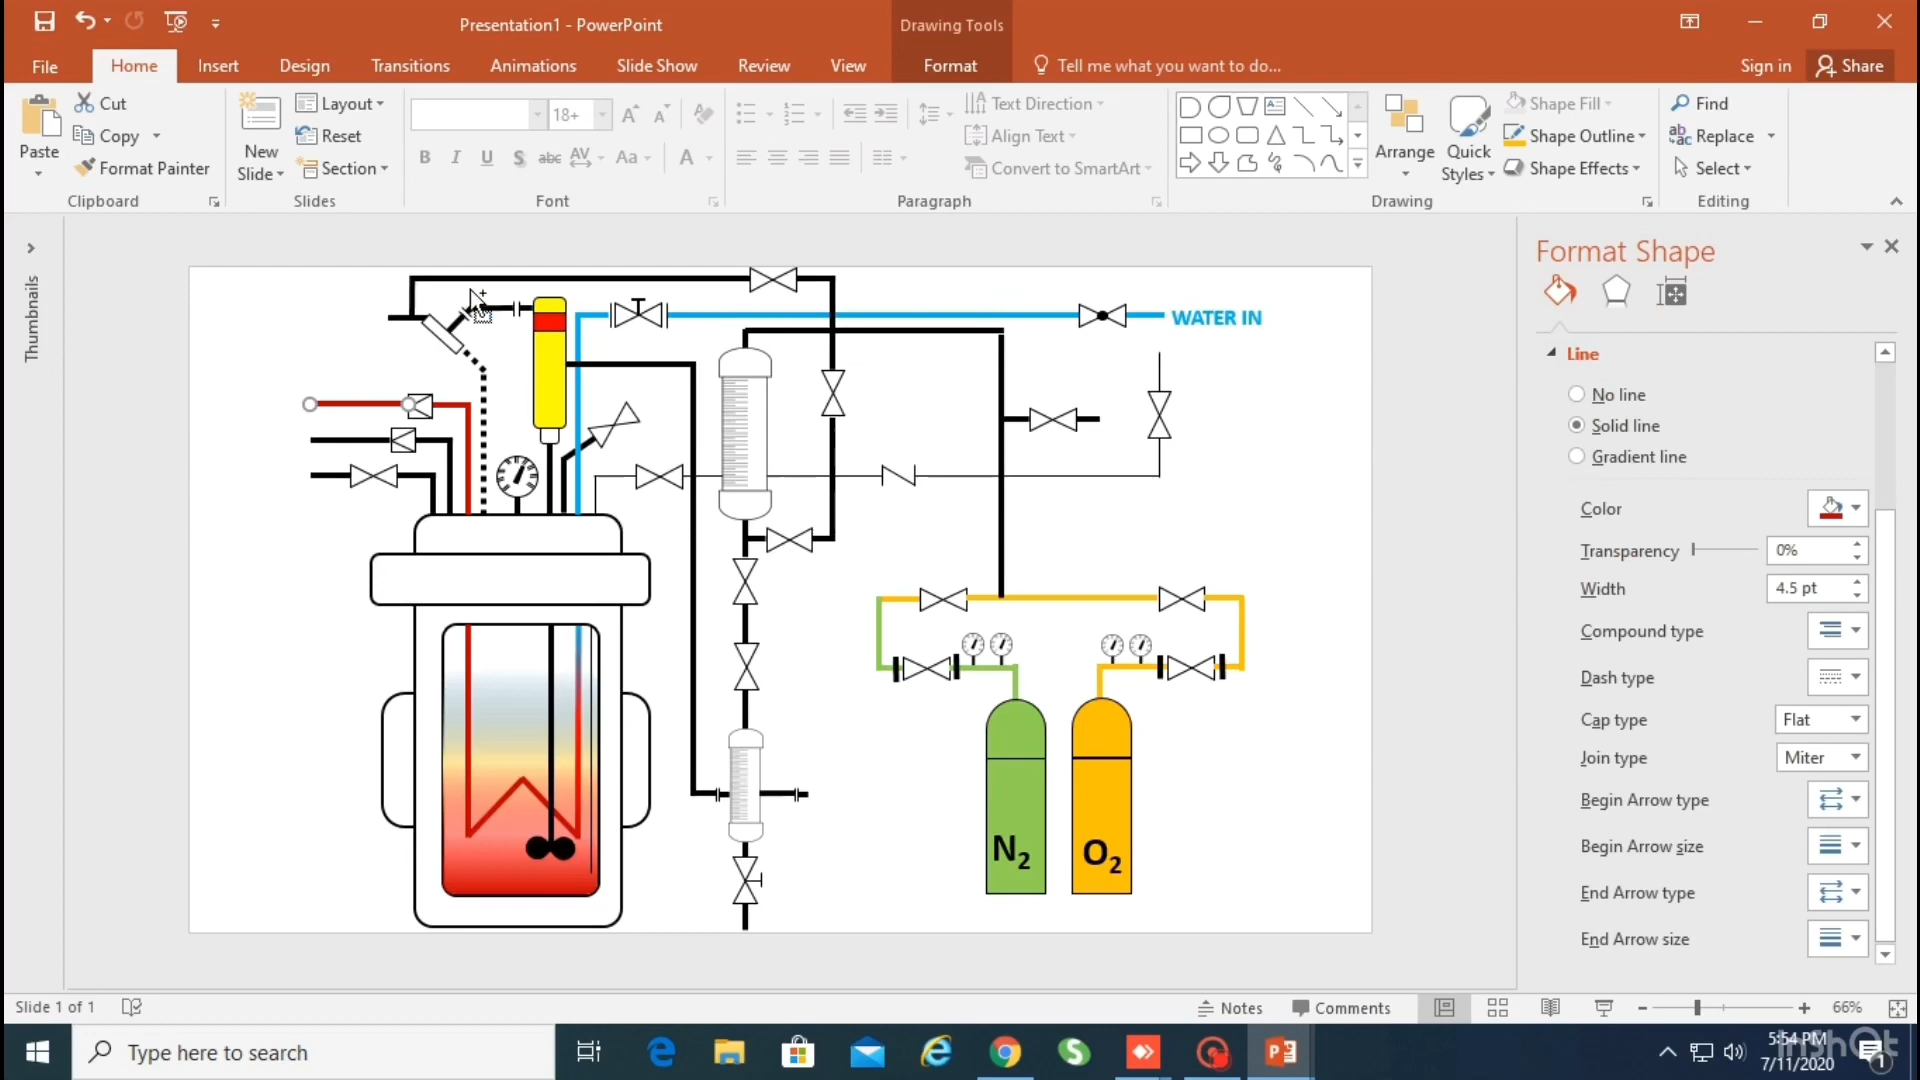 Presentation1 - PowerPoint
Drawing Tools
File Home Insert Design Transitions Animations Slide Show Review View Format Tell me what you want to do... Sign in Share
Paste
Cut
Copy
Format Painter
Clipboard
New Slide
Layout
Reset
Section
Slides
18+
B I U S abc AV Aa A
Font
Text Direction
Align Text
Convert to SmartArt
Paragraph
Arrange
Quick Styles
Shape Fill
Shape Outline
Shape Effects
Drawing
Find
Replace
Select
Editing
Thumbnails
WATER IN
N2
O2
Format Shape
Line
No line
Solid line
Gradient line
Color
Transparency 0%
Width 4.5 pt
Compound type
Dash type
Cap type Flat
Join type Miter
Begin Arrow type
Begin Arrow size
End Arrow type
End Arrow size
Slide 1 of 1
Notes
Comments
66%
Type here to search
5:54 PM
7/11/2020
InShOt
1